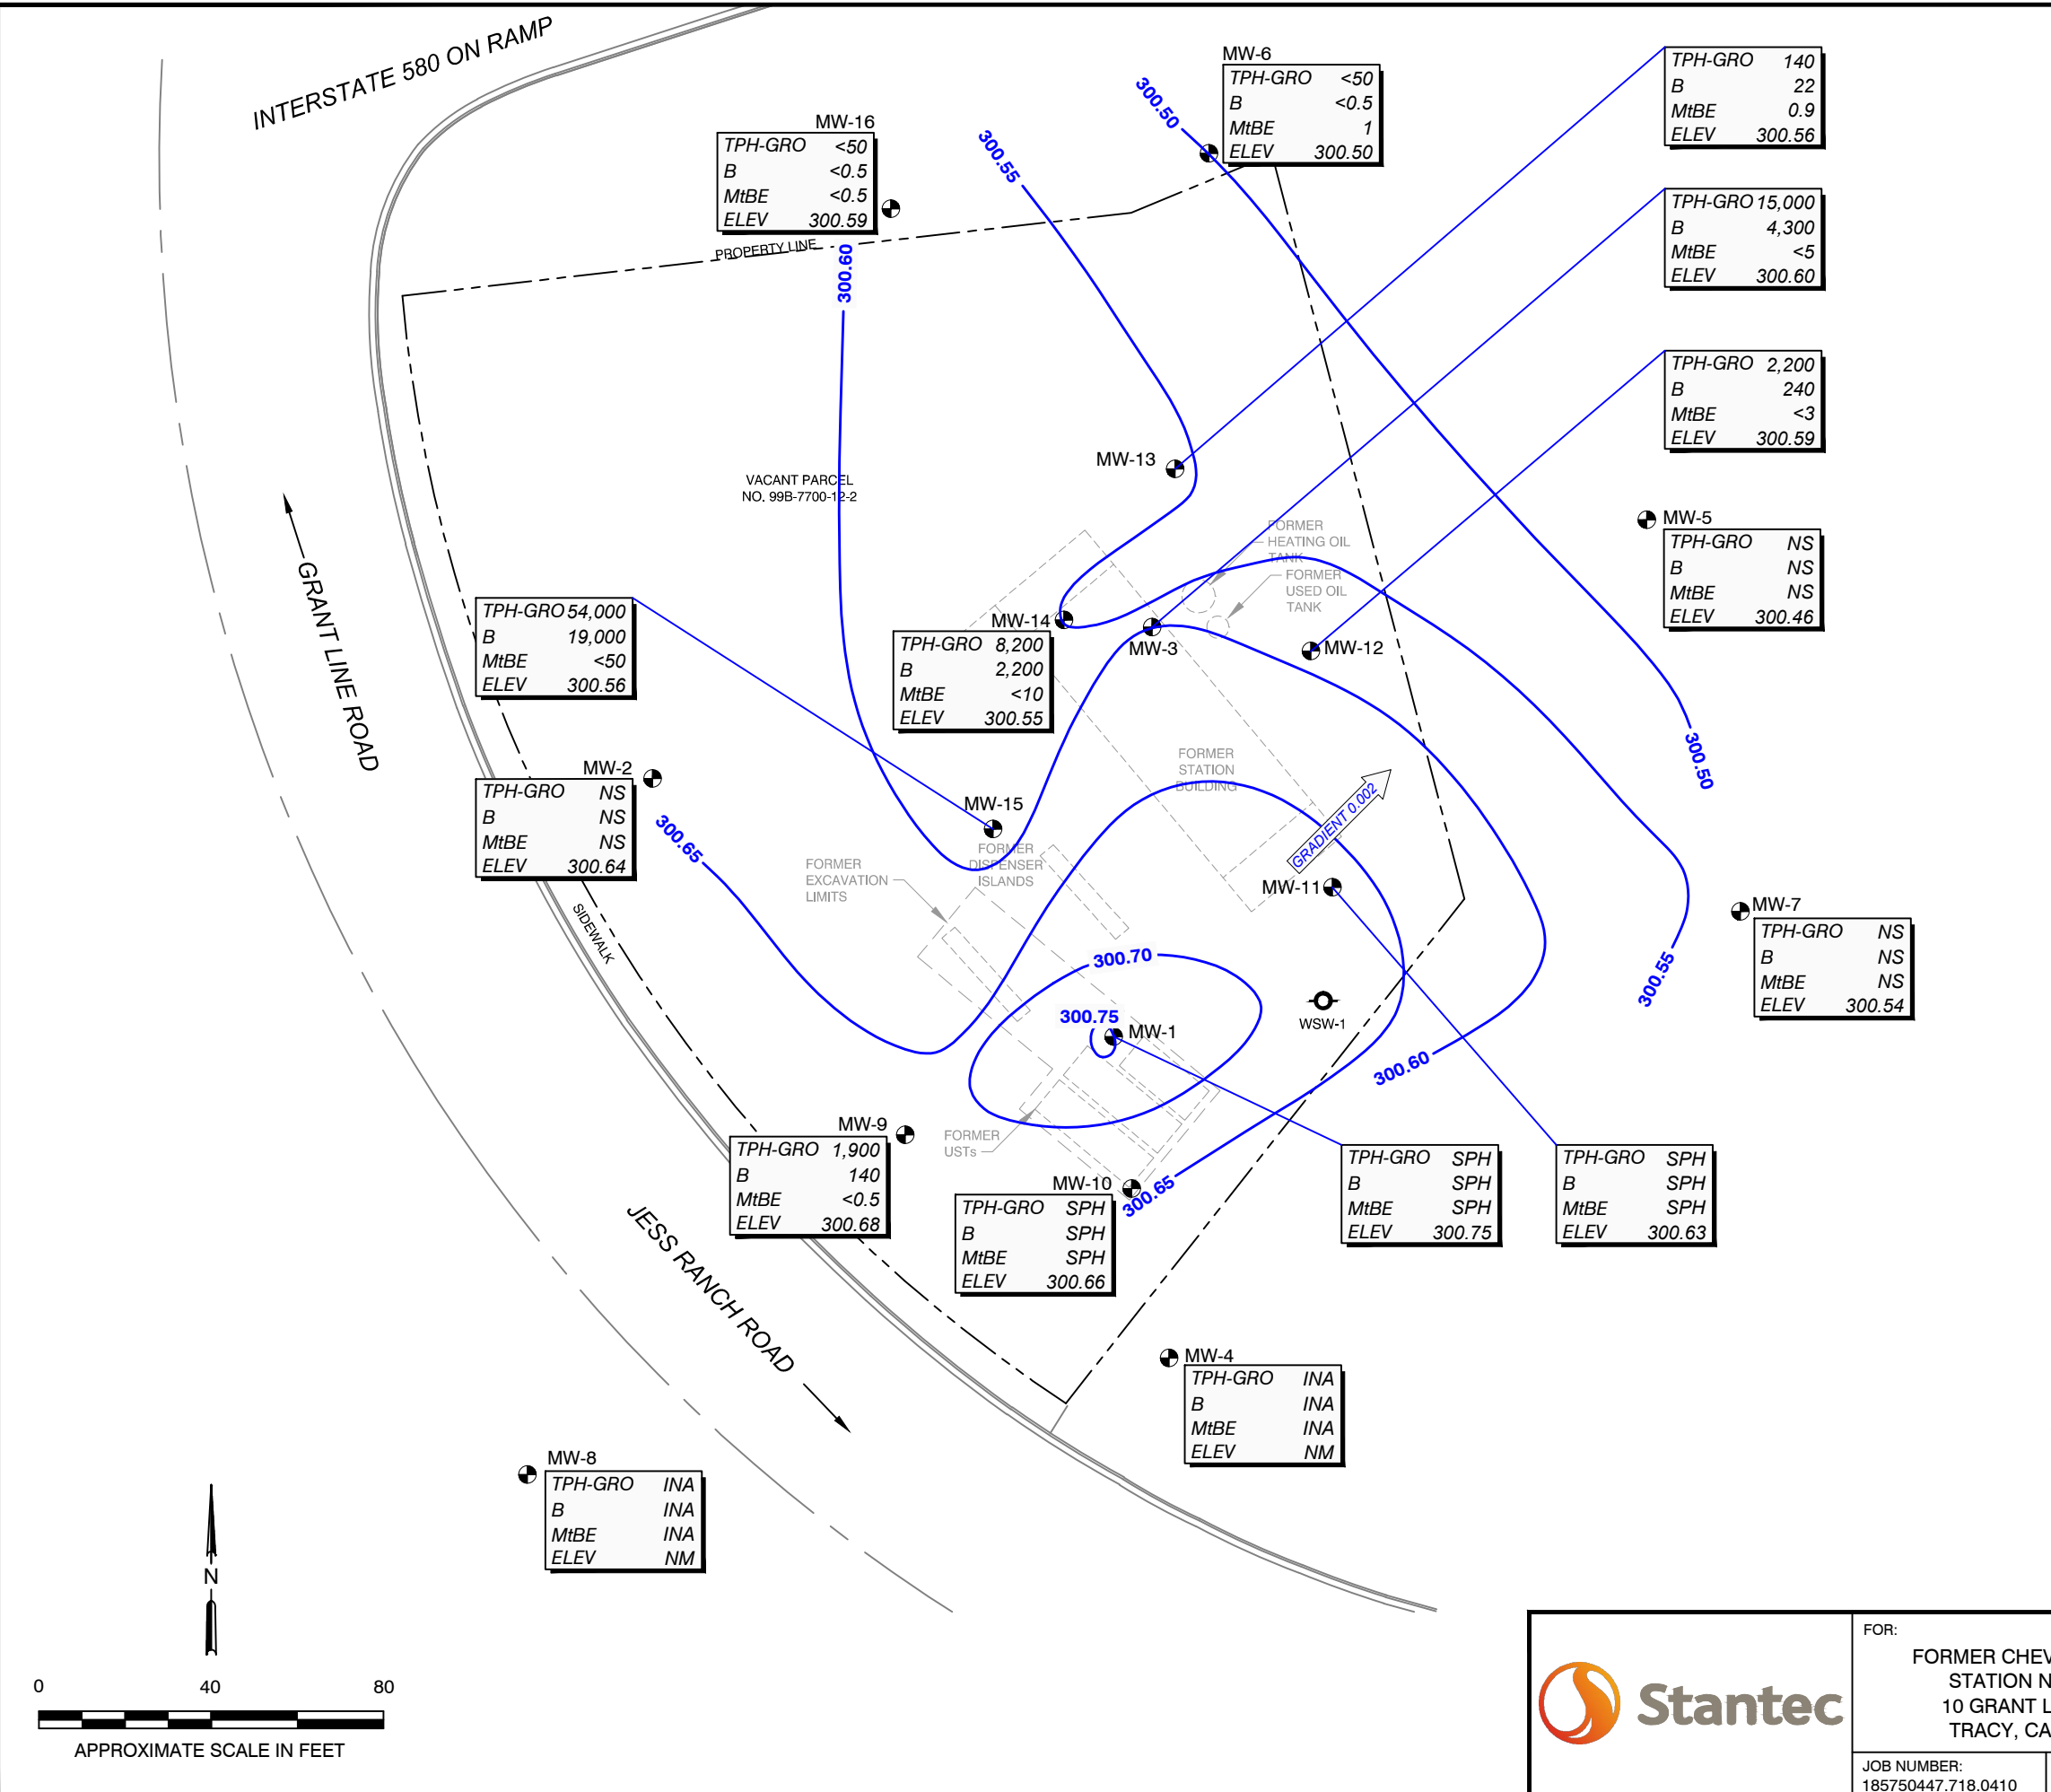 INTERSTATE 580 ON RAMP
MW-6
TPH-GRO <50
B <0.5
MtBE 1
ELEV 300.50
TPH-GRO 140
B 22
MtBE 0.9
ELEV 300.56
300.50
300.55
MW-16
TPH-GRO <50
B <0.5
MtBE <0.5
ELEV 300.59
TPH-GRO 15,000
B 4,300
MtBE <5
ELEV 300.60
PROPERTY LINE
300.60
TPH-GRO 2,200
B 240
MtBE <3
ELEV 300.59
MW-13
VACANT PARCEL
NO. 99B-7700-12-2
MW-5
TPH-GRO NS
B NS
MtBE NS
ELEV 300.46
FORMER
HEATING OIL
TANK
FORMER
USED OIL
TANK
GRANT LINE ROAD
TPH-GRO 54,000
B 19,000
MtBE <50
ELEV 300.56
MW-14
TPH-GRO 8,200
B 2,200
MtBE <10
ELEV 300.55
MW-3
MW-12
300.50
FORMER
STATION
BUILDING
MW-2
TPH-GRO NS
B NS
MtBE NS
ELEV 300.64
MW-15
GRADIENT 0.002
300.65
FORMER
DISPENSER
ISLANDS
FORMER
EXCAVATION
LIMITS
MW-11
MW-7
TPH-GRO NS
B NS
MtBE NS
ELEV 300.54
SIDEWALK
300.70
300.55
300.75
MW-1
WSW-1
300.60
MW-9
TPH-GRO 1,900
B 140
MtBE <0.5
ELEV 300.68
FORMER
USTs
MW-10
TPH-GRO SPH
B SPH
MtBE SPH
ELEV 300.66
300.65
TPH-GRO SPH
B SPH
MtBE SPH
ELEV 300.75
TPH-GRO SPH
B SPH
MtBE SPH
ELEV 300.63
JESS RANCH ROAD
MW-4
TPH-GRO INA
B INA
MtBE INA
ELEV NM
MW-8
TPH-GRO INA
B INA
MtBE INA
ELEV NM
N
0 40 80
APPROXIMATE SCALE IN FEET
Stantec
FOR:
FORMER CHEV
STATION N
10 GRANT L
TRACY, CA
JOB NUMBER:
185750447.718.0410